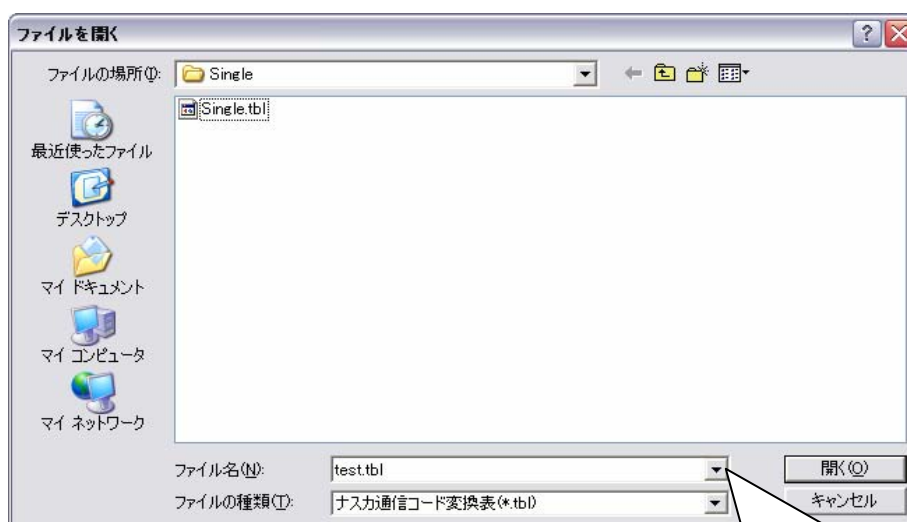 ファイルを開く
ファイルの場所(I):
Single
Single.tbl
最近使ったファイル
デスクトップ
マイ ドキュメント
マイ コンピュータ
マイ ネットワーク
ファイル名(N):
test.tbl
開く(O)
ファイルの種類(T):
ナスカ通信コード変換表(*.tbl)
キャンセル